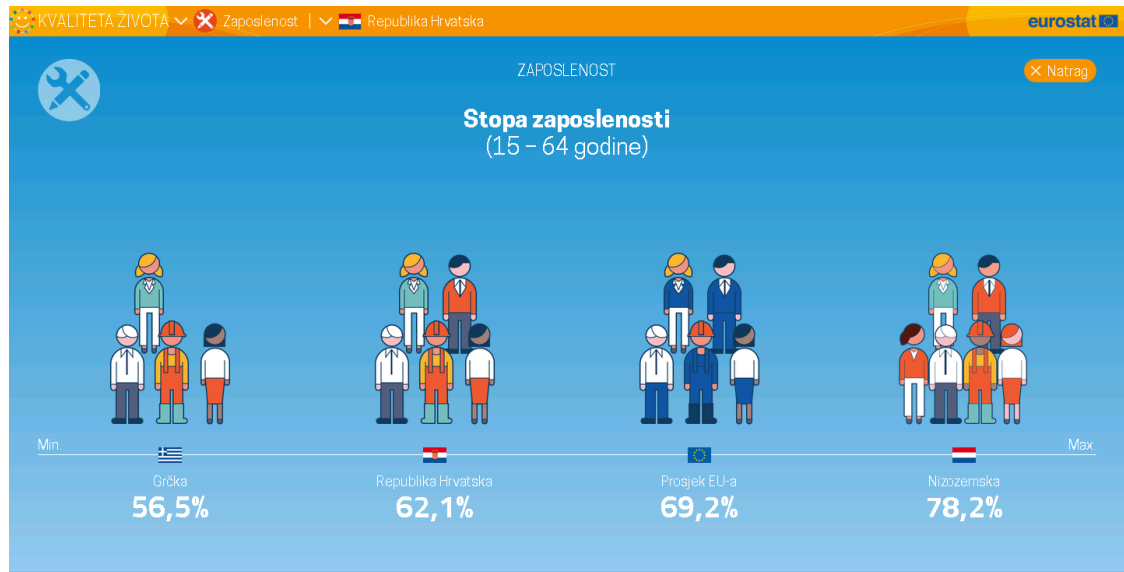 KVALITETA ŽIVOTA Zaposlenost | Republika Hrvatska eurostat
ZAPOSLENOST
× Natrag
Stopa zaposlenosti
(15 – 64 godine)
Min. Max.
Grčka Republika Hrvatska Prosjek EU-a Nizozemska
56,5% 62,1% 69,2% 78,2%